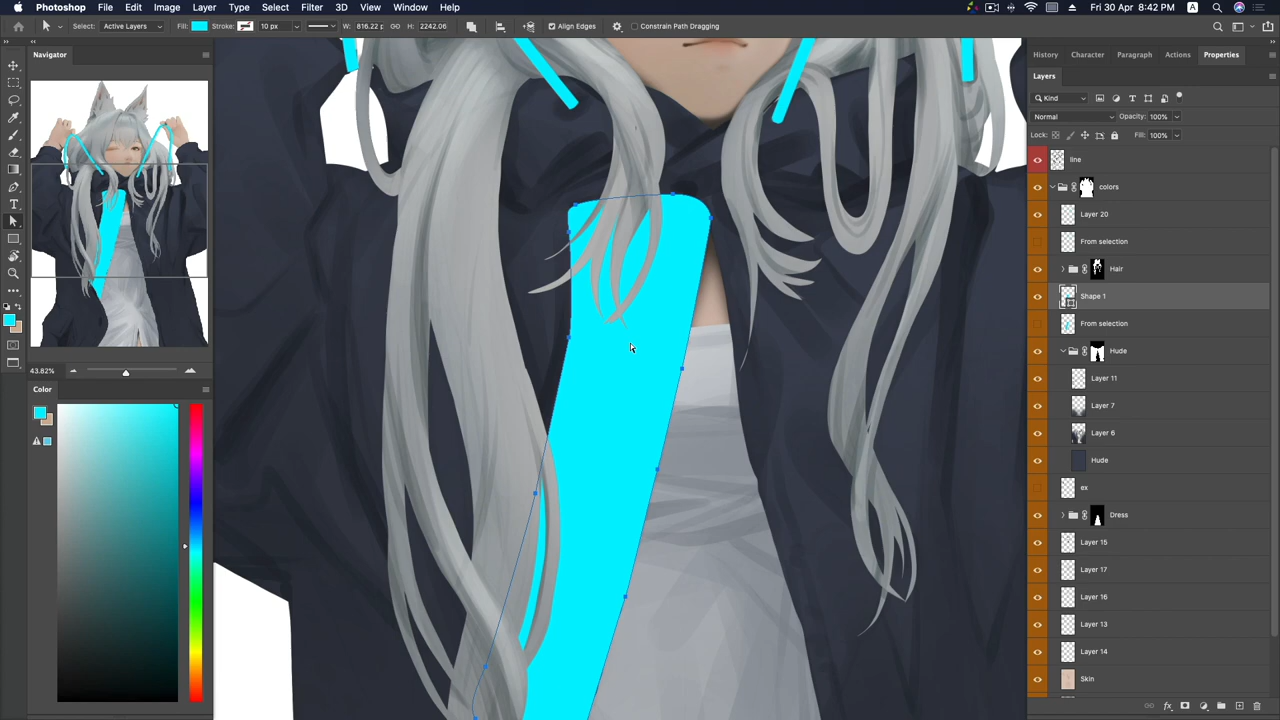 Photoshop File Edit Image Layer Type Select Filter 3D View Window Help Fri 30 Apr 8:42 PM
Select: Active Layers Fill: Stroke: 10 px W: 816.22 p H: 2242.06 Align Edges Constrain Path Dragging
Navigator
43.82%
Color
History Character Paragraph Actions Properties
Layers
Kind
Normal Opacity: 100%
Lock: Fill: 100%
line
colors
Layer 20
From selection
Hair
Shape 1
From selection
Hude
Layer 11
Layer 7
Layer 6
Hude
ex
Dress
Layer 15
Layer 17
Layer 16
Layer 13
Layer 14
Skin